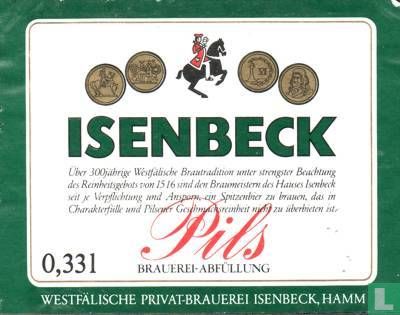 ISENBECK
Über 300jährige Westfälische Brautradition unter strengster Beachtung
des Reinheitsgebots von 1516 sind den Braumeistern des Hauses Isenbeck
seit je Verpflichtung und Ansporn, ein Spitzenbier zu brauen, das in
Charakterfülle und Pilsener Geschmacksreinheit nicht zu überbieten ist.
Pils
0,33l
BRAUEREI-ABFÜLLUNG
WESTFÄLISCHE PRIVAT-BRAUEREI ISENBECK, HAMM